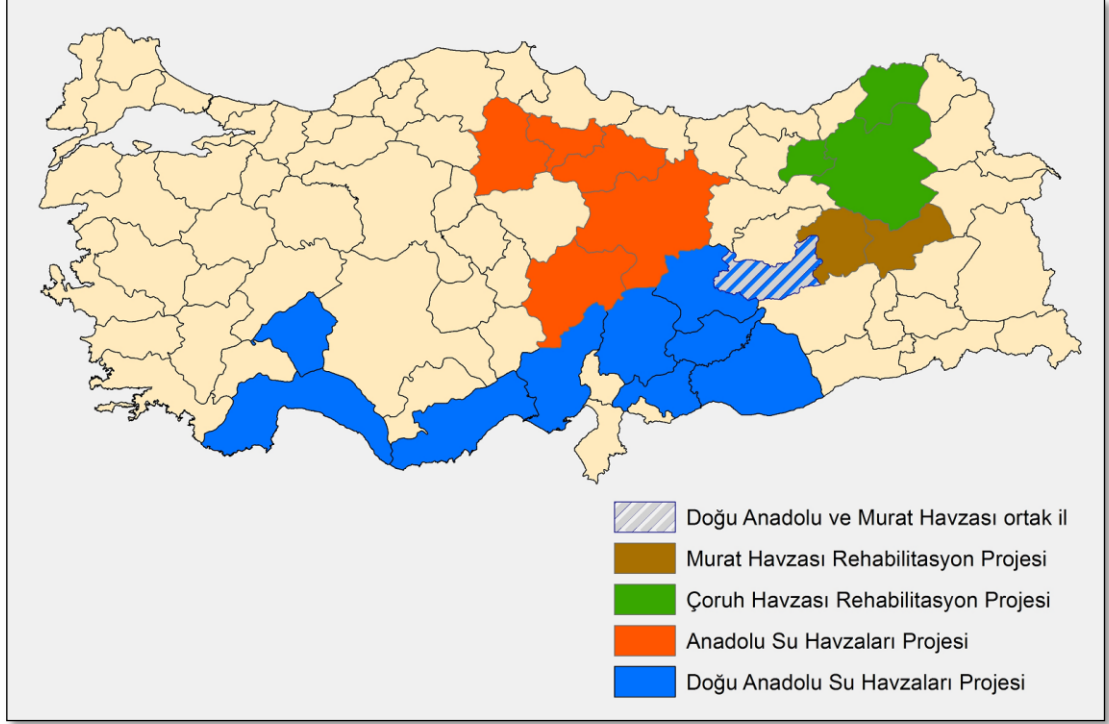 Doğu Anadolu ve Murat Havzası ortak il
Murat Havzası Rehabilitasyon Projesi
Çoruh Havzası Rehabilitasyon Projesi
Anadolu Su Havzaları Projesi
Doğu Anadolu Su Havzaları Projesi